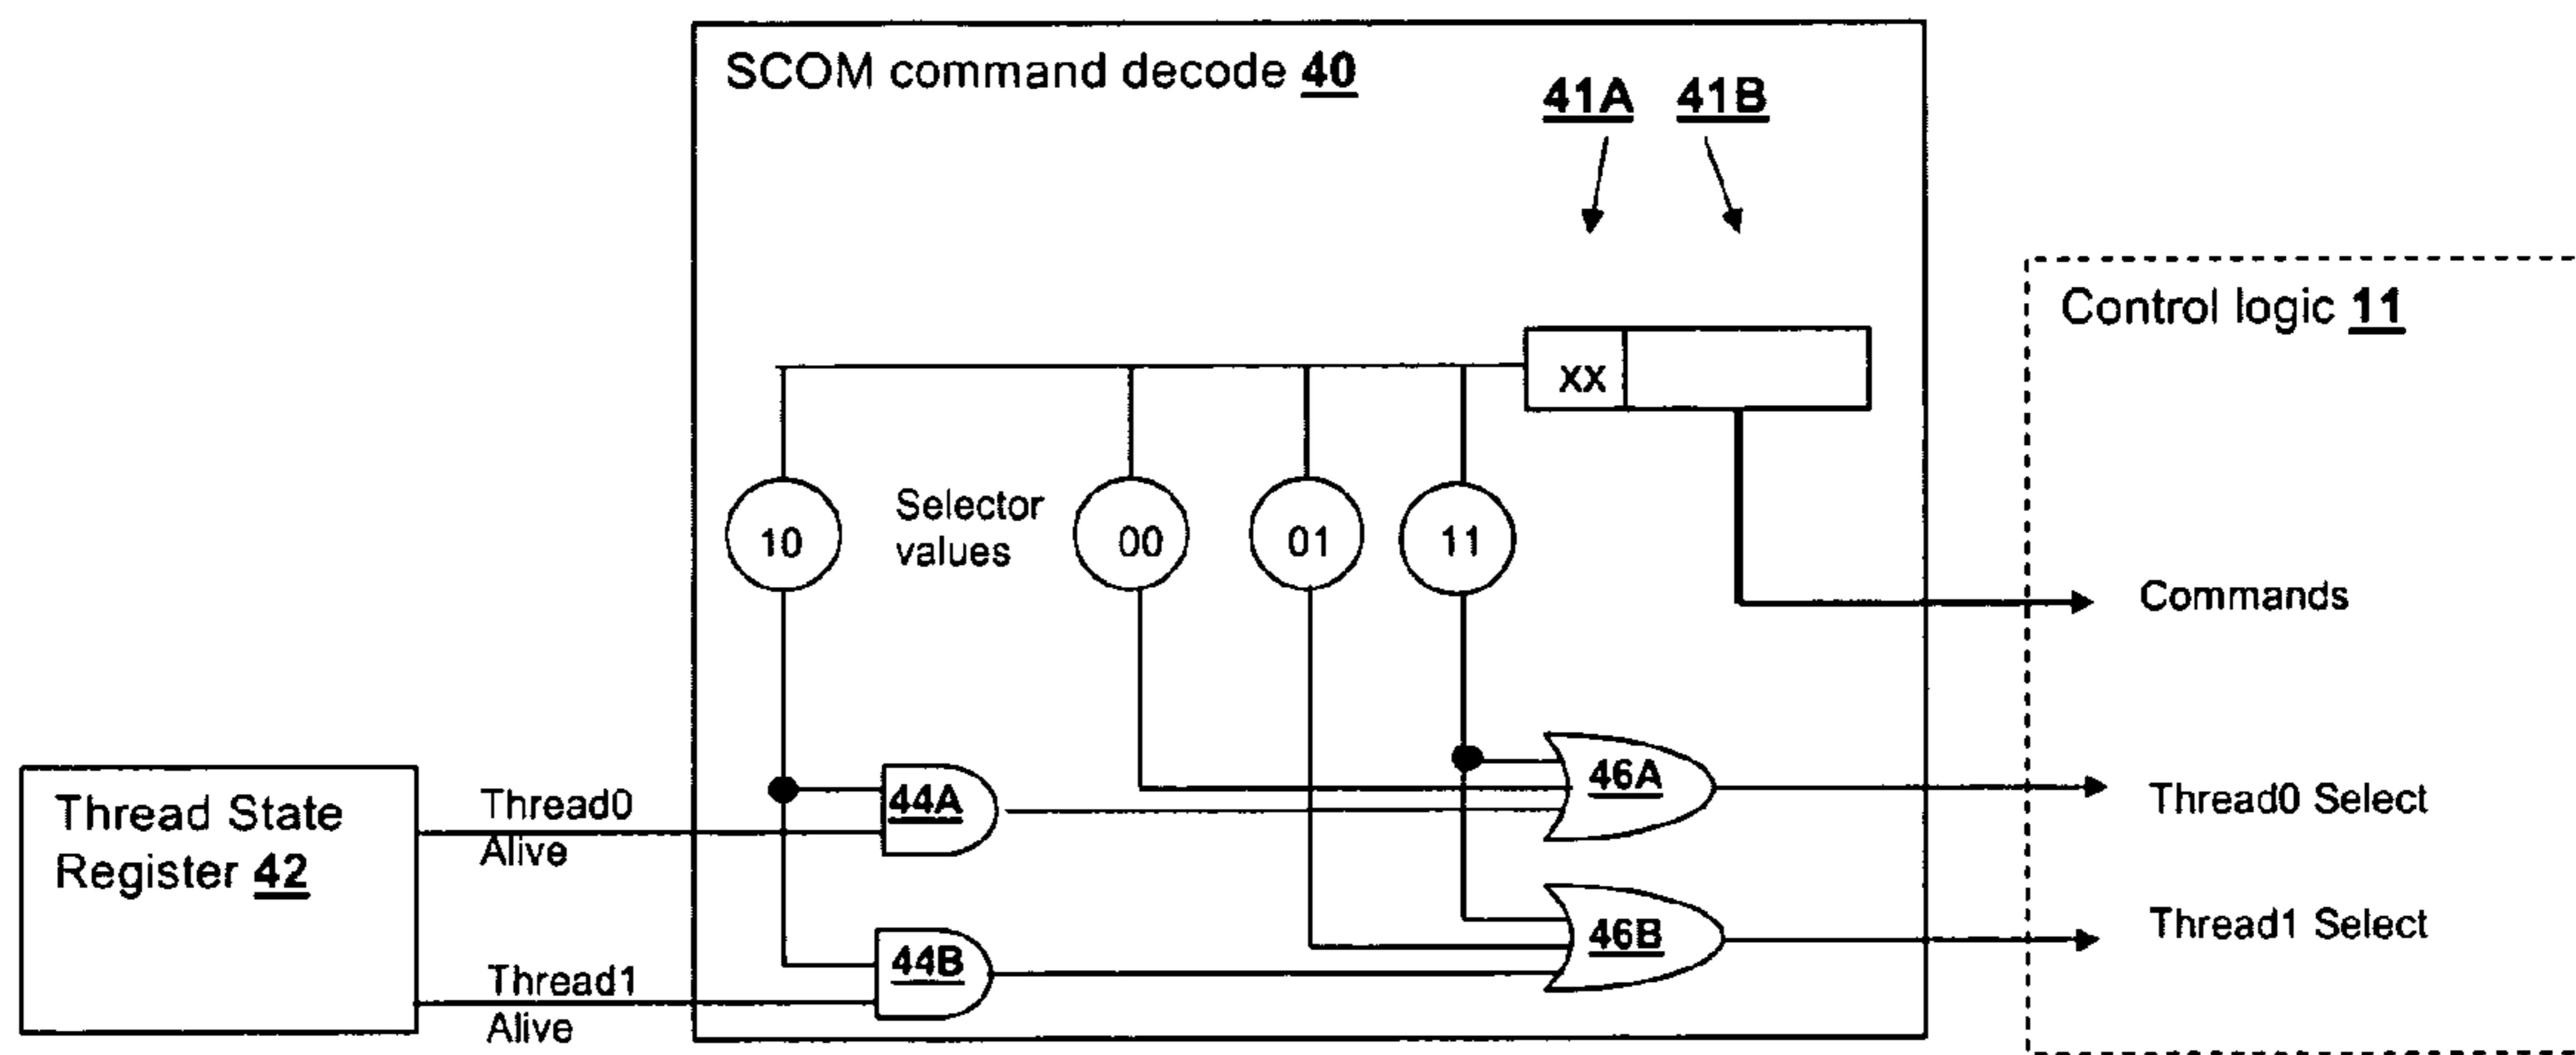 SCOM command decode 40
41A 41B
Control logic 11
xx
Selector
values
10
00
01
11
Commands
Thread State
Register 42
Thread0
Alive
44A
46A
Thread0 Select
Thread1
Alive
44B
46B
Thread1 Select